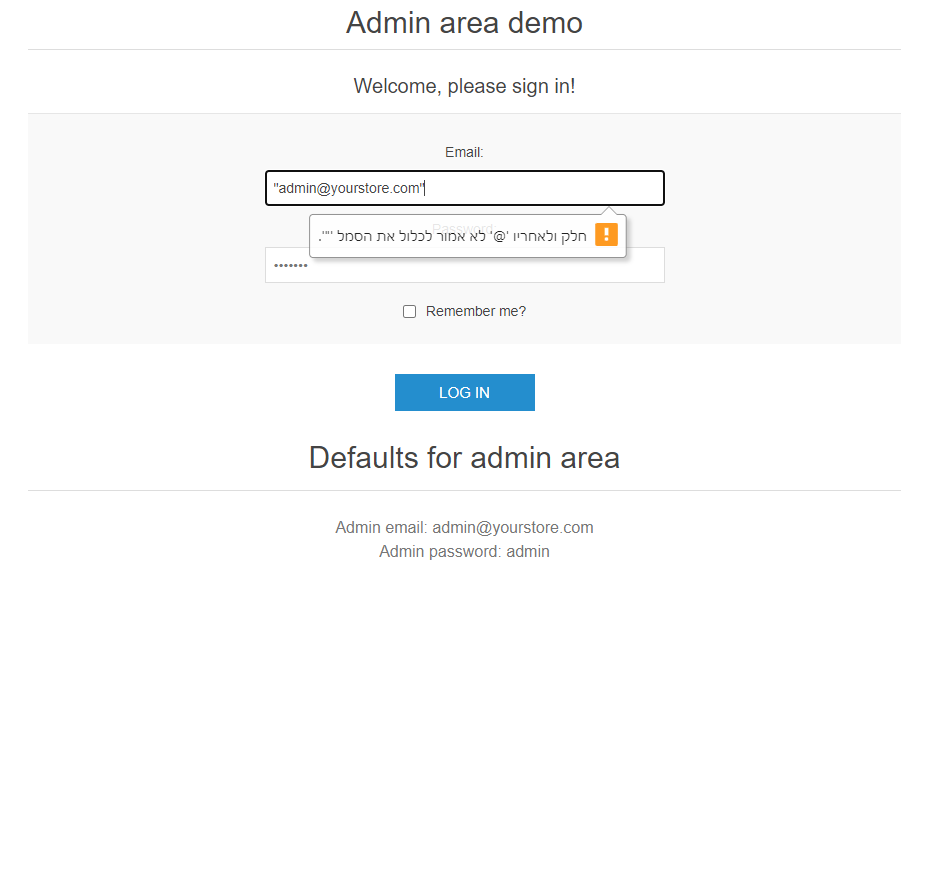 Admin area demo
Welcome, please sign in!
Email:
"admin@yourstore.com"
Password:
חלק ולאחריו '@' לא אמור לכלול את הסמל '"'.
•••••••
Remember me?
LOG IN
Defaults for admin area
Admin email: admin@yourstore.com
Admin password: admin